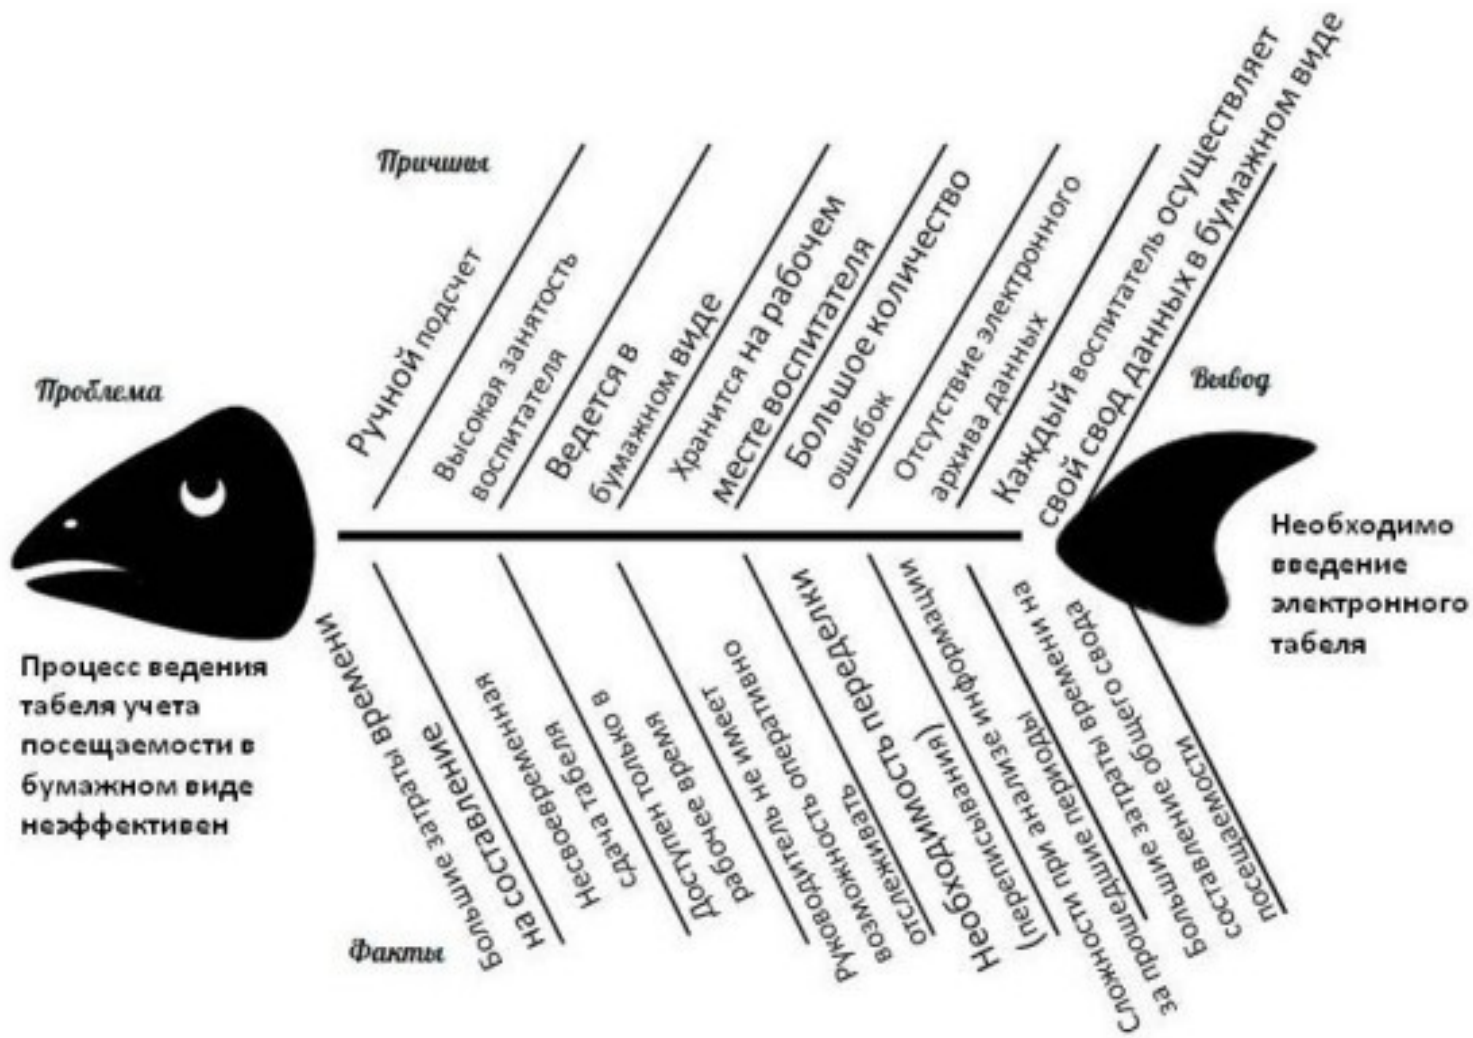 Причины
Ручной подсчет
Высокая занятость
воспитателя
Ведется в
бумажном виде
Хранится на рабочем
месте воспитателя
Большое количество
ошибок
Отсутствие электронного
архива данных
Каждый воспитатель осуществляет
свой свод данных в бумажном виде
Проблема
Процесс ведения
табеля учета
посещаемости в
бумажном виде
неэффективен
Вывод
Необходимо
введение
электронного
табеля
Факты
Большие затраты времени
на составление
Несвоевременная
сдача табеля
Доступен только в
рабочее время
Руководитель не имеет
возможность оперативно
отслеживать
Необходимость переделки
(переписывания)
Сложности при анализе информации
за прошедшие периоды
Большие затраты времени на
составление общего свода
посещаемости